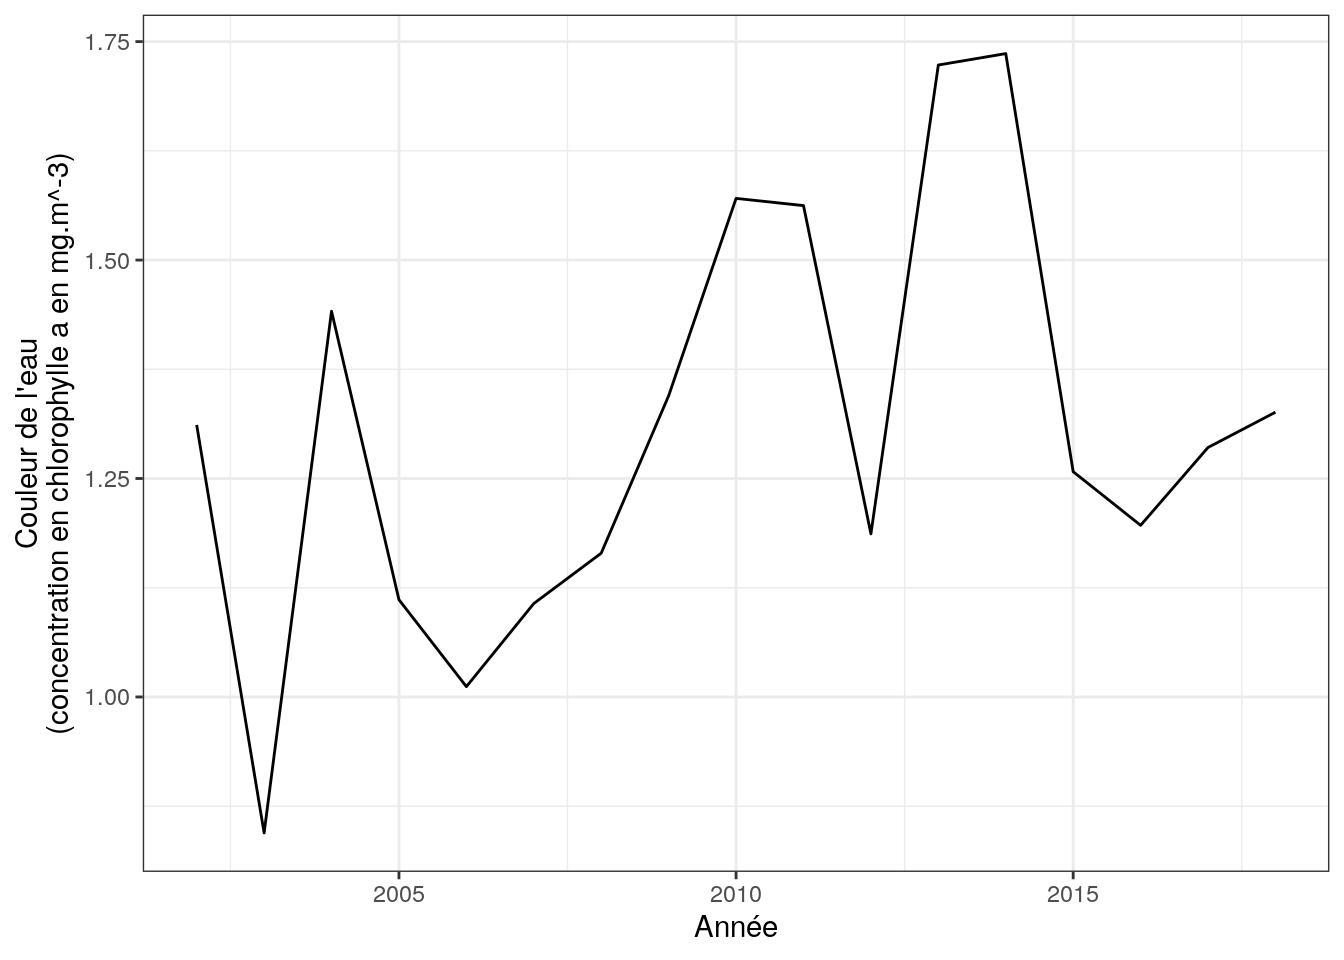 Couleur de l'eau
(concentration en chlorophylle a en mg.m^-3)
1.75
1.50
1.25
1.00
2005
2010
2015
Année